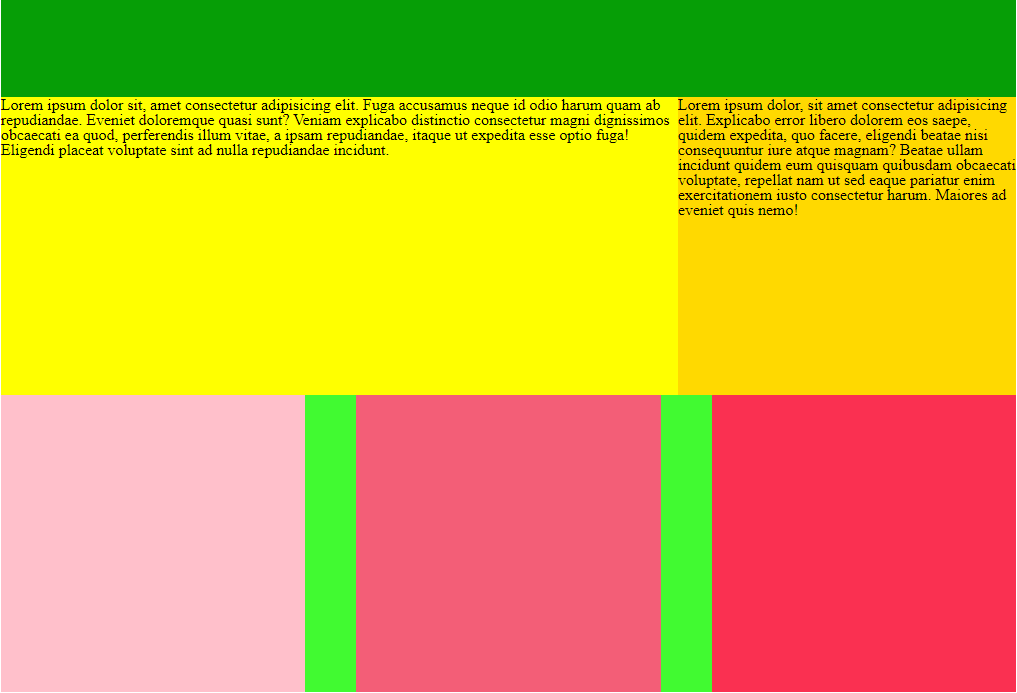 Lorem ipsum dolor sit, amet consectetur adipisicing elit. Fuga accusamus neque id odio harum quam ab
repudiandae. Eveniet doloremque quasi sunt? Veniam explicabo distinctio consectetur magni dignissimos
obcaecati ea quod, perferendis illum vitae, a ipsam repudiandae, itaque ut expedita esse optio fuga!
Eligendi placeat voluptate sint ad nulla repudiandae incidunt.
Lorem ipsum dolor, sit amet consectetur adipisicing
elit. Explicabo error libero dolorem eos saepe,
quidem expedita, quo facere, eligendi beatae nisi
consequuntur iure atque magnam? Beatae ullam
incidunt quidem eum quisquam quibusdam obcaecati
voluptate, repellat nam ut sed eaque pariatur enim
exercitationem iusto consectetur harum. Maiores ad
eveniet quis nemo!